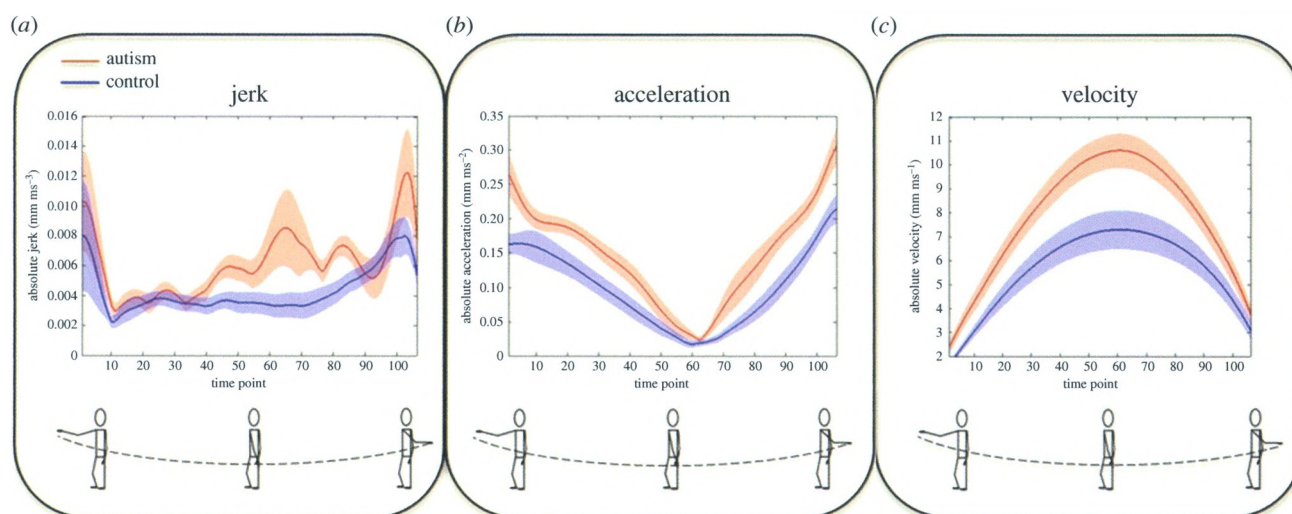 (a)
autism
control
jerk
0.016
0.014
0.012
0.010
0.008
0.006
0.004
0.002
0
absolute jerk (mm ms⁻³)
10 20 30 40 50 60 70 80 90 100
time point
(b)
acceleration
0.35
0.30
0.25
0.20
0.15
0.10
0.05
0
absolute acceleration (mm ms⁻²)
10 20 30 40 50 60 70 80 90 100
time point
(c)
velocity
12
11
10
9
8
7
6
5
4
3
2
absolute velocity (mm ms⁻¹)
10 20 30 40 50 60 70 80 90 100
time point